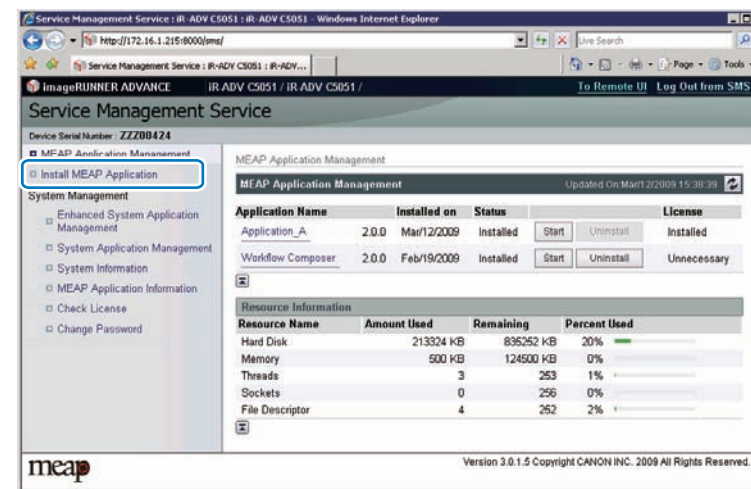 Service Management Service : iR-ADV C5051 : iR-ADV C5051 - Windows Internet Explorer
http://172.16.1.215:8000/sms/
Live Search
Service Management Service : iR-ADV C5051 : iR-ADV...
Page
Tools
imageRUNNER ADVANCE
iR-ADV C5051 / iR-ADV C5051 /
To Remote UI
Log Out from SMS
Service Management Service
Device Serial Number : ZZZ00424
MEAP Application Management
Install MEAP Application
System Management
Enhanced System Application
Management
System Application Management
System Information
MEAP Application Information
Check License
Change Password
MEAP Application Management
MEAP Application Management
Updated On:Mar/12/2009 15:38:39
Application Name Installed on Status License
Application_A 2.0.0 Mar/12/2009 Installed Start Uninstall Installed
Workflow Composer 2.0.0 Feb/19/2009 Installed Start Uninstall Unnecessary
Resource Information
Resource Name Amount Used Remaining Percent Used
Hard Disk 213324 KB 835252 KB 20%
Memory 500 KB 124500 KB 0%
Threads 3 253 1%
Sockets 0 256 0%
File Descriptor 4 252 2%
meap
Version 3.0.1.5 Copyright CANON INC. 2009 All Rights Reserved.